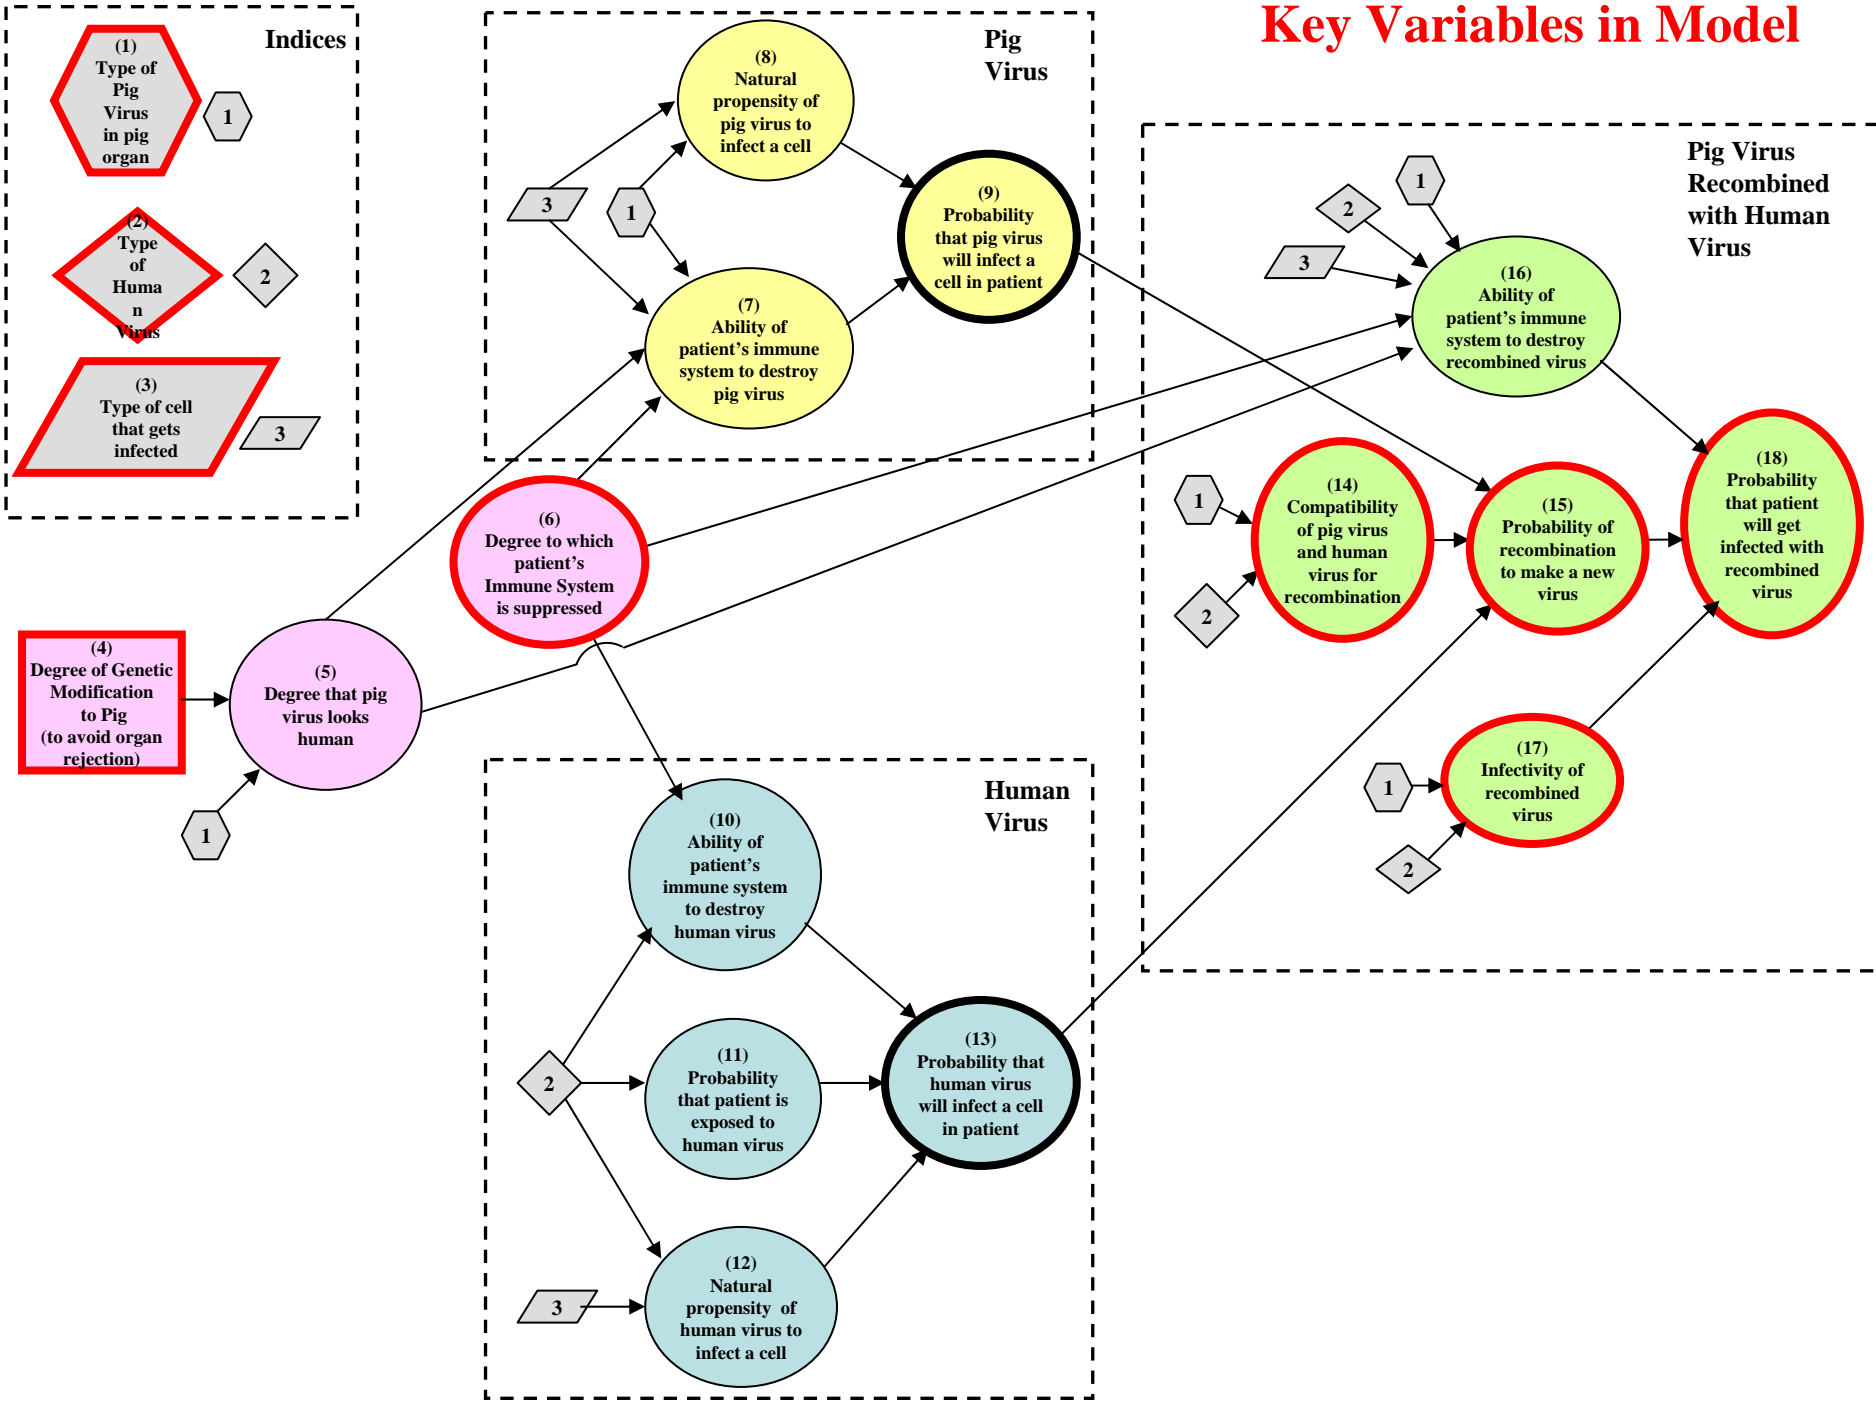 Key Variables in Model
Indices
(1)
Type of
Pig
Virus
in pig
organ
1
(2)
Type
of
Huma
n
Virus
2
(3)
Type of cell
that gets
infected
3
Pig
Virus
(8)
Natural
propensity of
pig virus to
infect a cell
3
1
(9)
Probability
that pig virus
will infect a
cell in patient
(7)
Ability of
patient’s immune
system to destroy
pig virus
(6)
Degree to which
patient’s
Immune System
is suppressed
(4)
Degree of Genetic
Modification
to Pig
(to avoid organ
rejection)
(5)
Degree that pig
virus looks
human
1
Human
Virus
(10)
Ability of
patient’s
immune system
to destroy
human virus
2
(11)
Probability
that patient is
exposed to
human virus
(13)
Probability that
human virus
will infect a cell
in patient
3
(12)
Natural
propensity of
human virus to
infect a cell
Pig Virus
Recombined
with Human
Virus
1
2
3
(16)
Ability of
patient’s immune
system to destroy
recombined virus
1
2
(14)
Compatibility
of pig virus
and human
virus for
recombination
(15)
Probability of
recombination
to make a new
virus
(18)
Probability
that patient
will get
infected with
recombined
virus
1
2
(17)
Infectivity of
recombined
virus